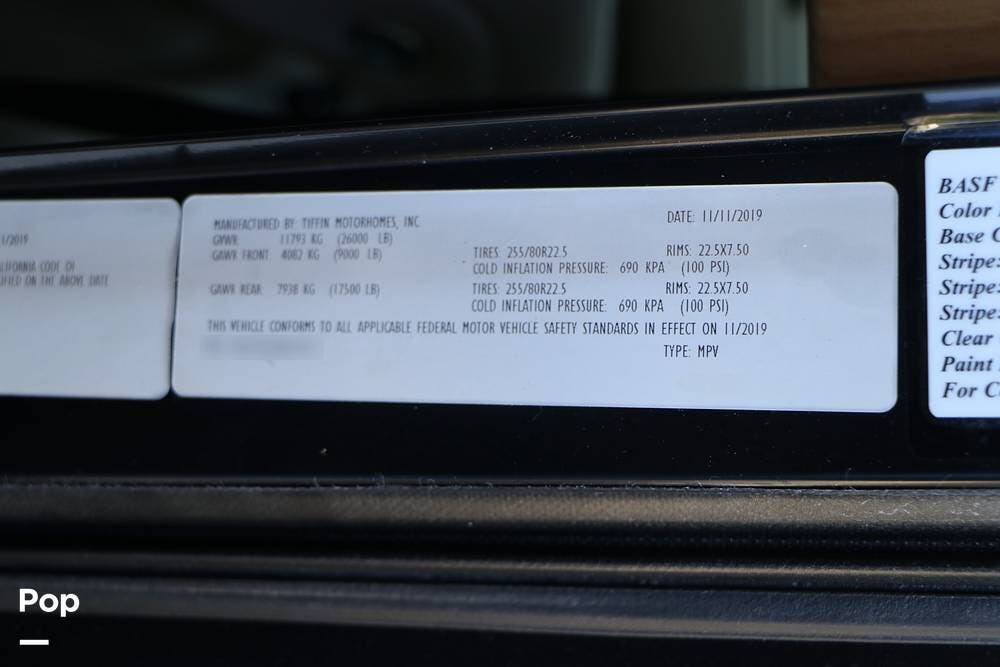 1/2019
LIFORNIA CODE OF
IFIED ON THE ABOVE DATE
MANUFACTURED BY: TIFFIN MOTORHOMES, INC
DATE: 11/11/2019
GVWR 11793 KG (26000 LB)
GAWR FRONT 4082 KG (9000 LB) TIRES: 255/80R22.5 RIMS: 22.5X7.50
COLD INFLATION PRESSURE: 690 KPA (100 PSI)
GAWR REAR 7938 KG (17500 LB) TIRES: 255/80R22.5 RIMS: 22.5X7.50
COLD INFLATION PRESSURE: 690 KPA (100 PSI)
THIS VEHICLE CONFORMS TO ALL APPLICABLE FEDERAL MOTOR VEHICLE SAFETY STANDARDS IN EFFECT ON 11/2019
TYPE: MPV
BASF
Color
Base C
Stripe:
Stripe:
Stripe:
Clear
Paint
For C
Pop